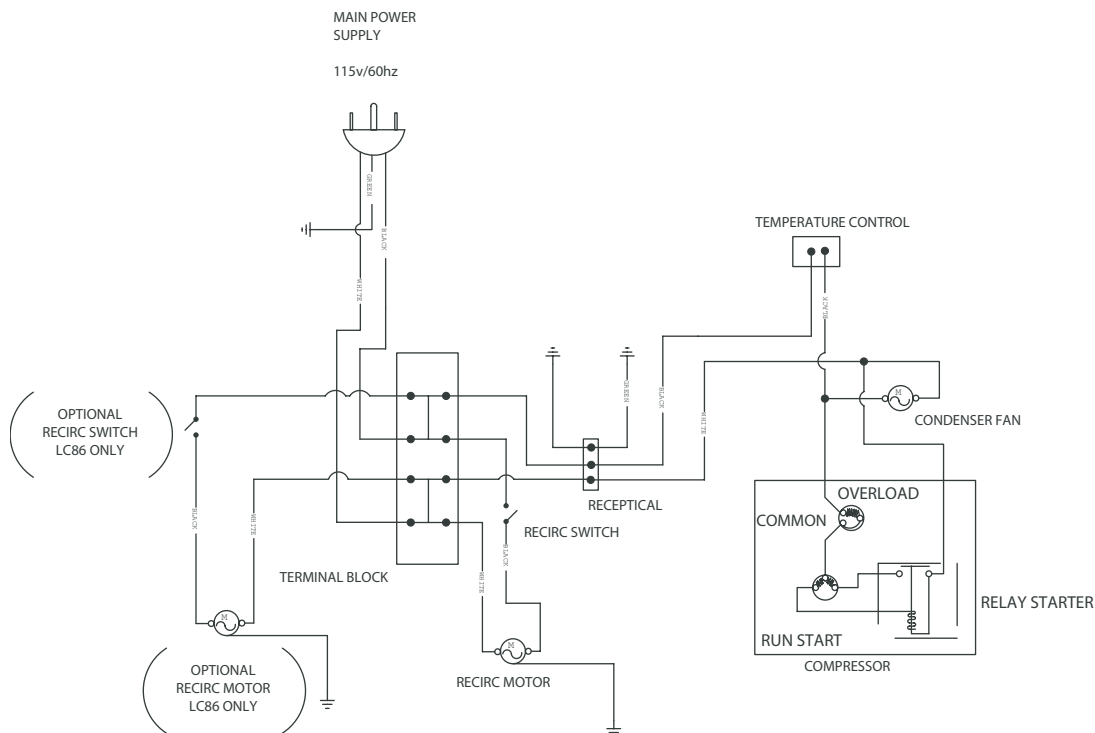 MAIN POWER
SUPPLY
115v/60hz
GREEN
BLACK
WHITE
TEMPERATURE CONTROL
BLACK
GREEN
BLACK
WHITE
CONDENSER FAN
M
OPTIONAL
RECIRC SWITCH
LC86 ONLY
BLACK
WHITE
RECEPTICAL
RECIRC SWITCH
BLACK
WHITE
TERMINAL BLOCK
OVERLOAD
COMMON
RELAY STARTER
RUN START
COMPRESSOR
M
OPTIONAL
RECIRC MOTOR
LC86 ONLY
M
RECIRC MOTOR